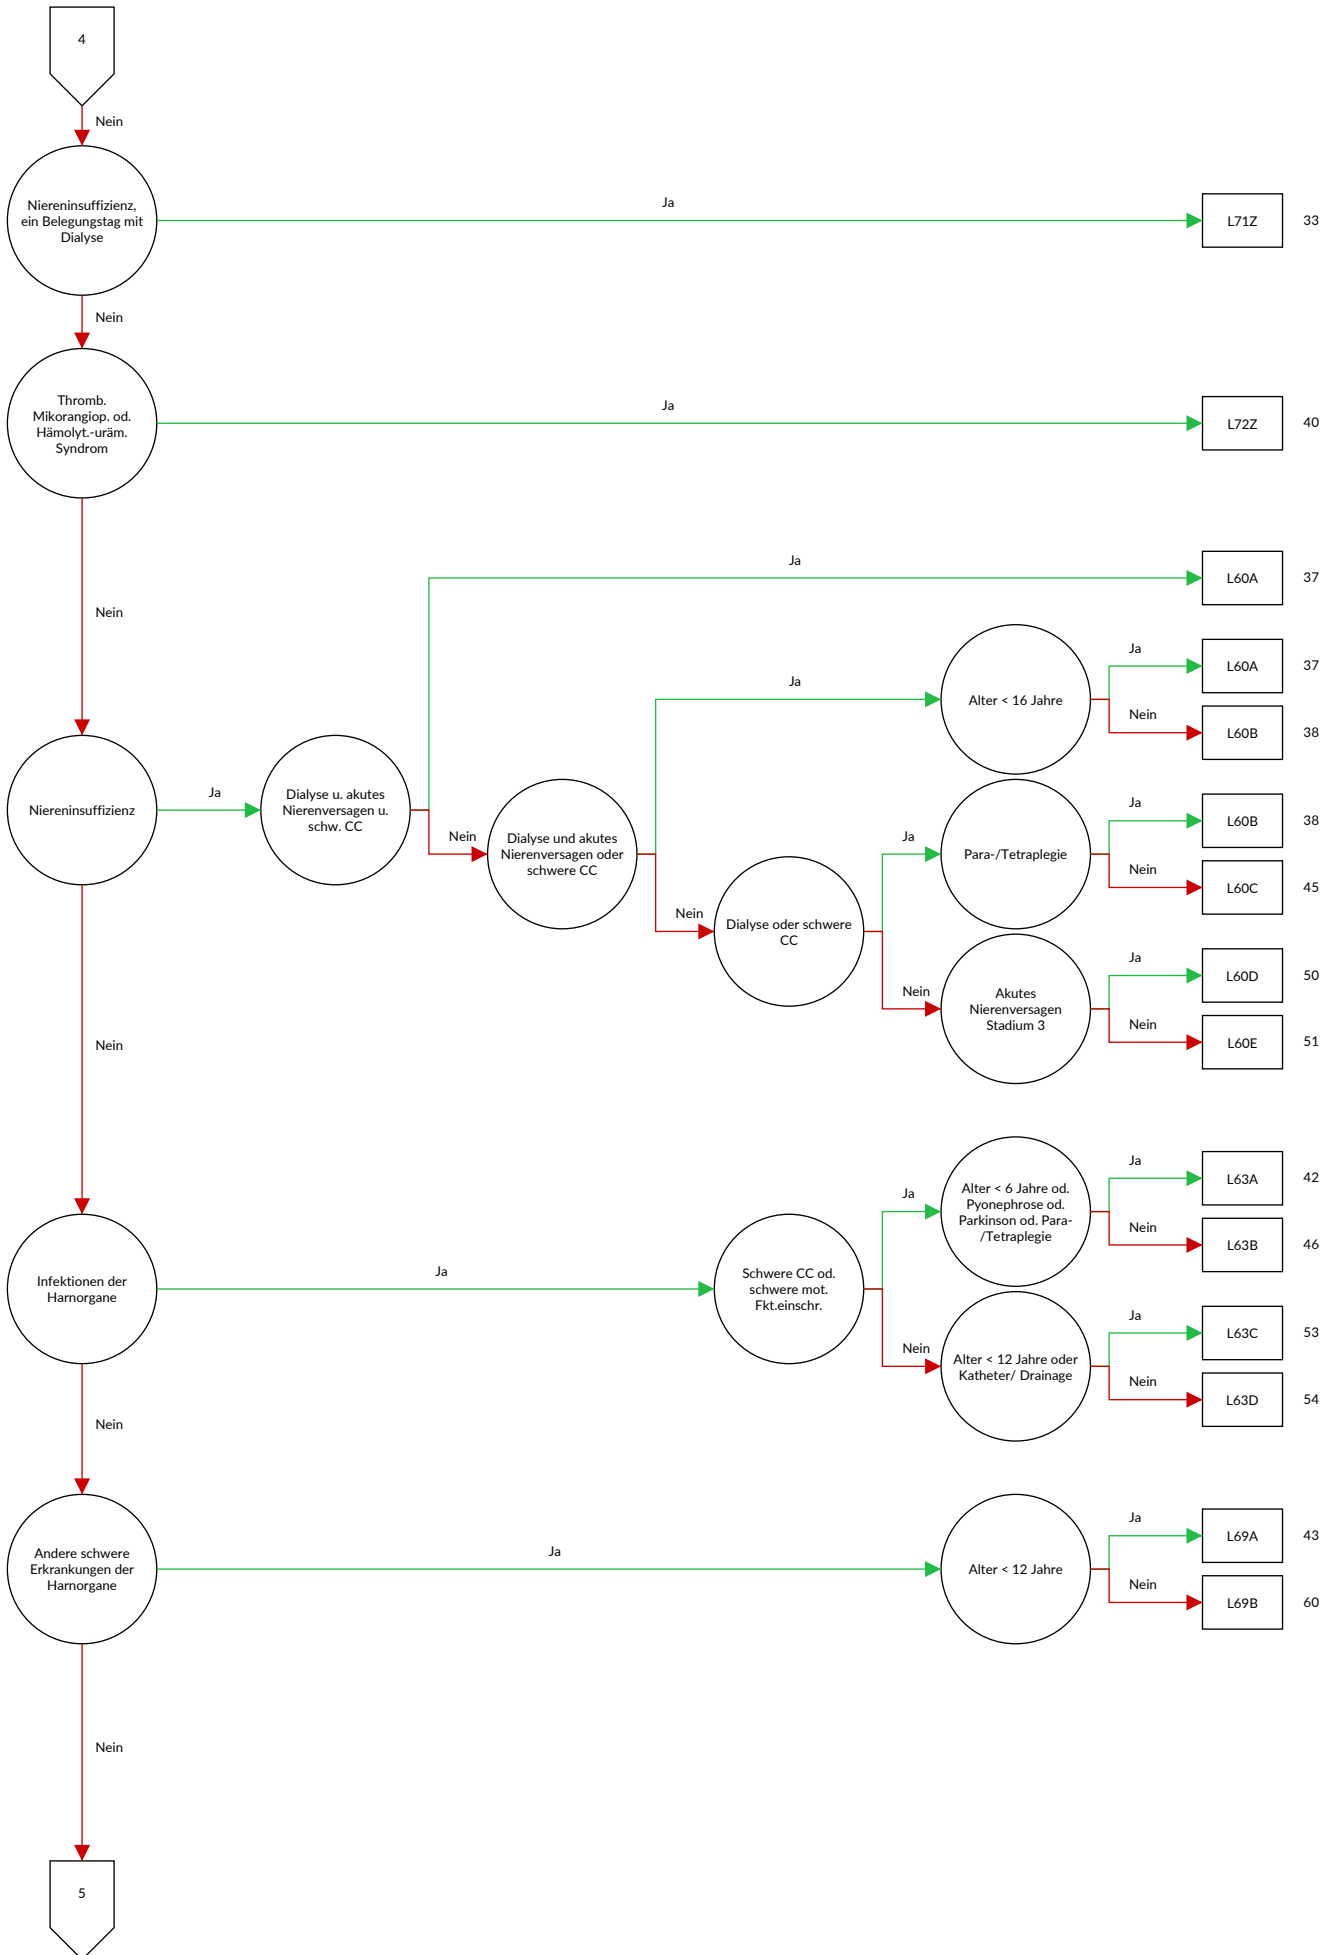 4
Nein
Niereninsuffizienz,
ein Belegungstag mit
Dialyse
Ja
L71Z
33
Nein
Thromb.
Mikorangiop. od.
Hämolyt.-uräm.
Syndrom
Ja
L72Z
40
Nein
Niereninsuffizienz
Ja
Dialyse u. akutes
Nierenversagen u.
schw. CC
Ja
L60A
37
Nein
Dialyse und akutes
Nierenversagen oder
schwere CC
Ja
Alter < 16 Jahre
Ja
L60A
37
Nein
L60B
38
Nein
Dialyse oder schwere
CC
Ja
Para-/Tetraplegie
Ja
L60B
38
Nein
L60C
45
Nein
Akutes
Nierenversagen
Stadium 3
Ja
L60D
50
Nein
L60E
51
Nein
Infektionen der
Harnorgane
Ja
Schwere CC od.
schwere mot.
Fkt.einschr.
Ja
Alter < 6 Jahre od.
Pyonephrose od.
Parkinson od. Para-
/Tetraplegie
Ja
L63A
42
Nein
L63B
46
Nein
Alter < 12 Jahre oder
Katheter/ Drainage
Ja
L63C
53
Nein
L63D
54
Nein
Andere schwere
Erkrankungen der
Harnorgane
Ja
Alter < 12 Jahre
Ja
L69A
43
Nein
L69B
60
Nein
5